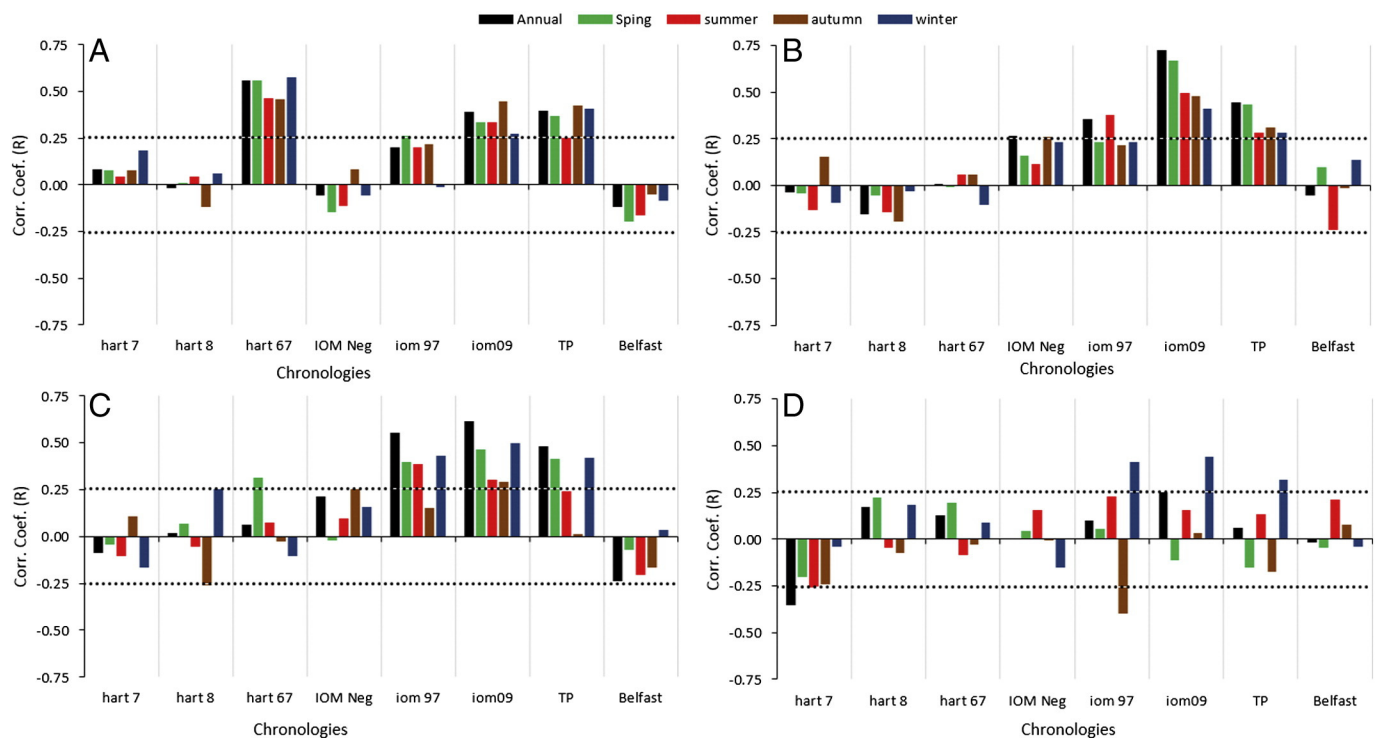 Annual Sping summer autumn winter
A
0.75
0.50
0.25
0.00
-0.25
-0.50
-0.75
Corr. Coef. (R)
hart 7 hart 8 hart 67 IOM Neg iom 97 iom09 TP Belfast
Chronologies
B
0.75
0.50
0.25
0.00
-0.25
-0.50
-0.75
Corr. Coef. (R)
hart 7 hart 8 hart 67 IOM Neg iom 97 iom09 TP Belfast
Chronologies
C
0.75
0.50
0.25
0.00
-0.25
-0.50
-0.75
Corr. Coef. (R)
hart 7 hart 8 hart 67 IOM Neg iom 97 iom09 TP Belfast
Chronologies
D
0.75
0.50
0.25
0.00
-0.25
-0.50
-0.75
Corr. Coef. (R)
hart 7 hart 8 hart 67 IOM Neg iom 97 iom09 TP Belfast
Chronologies